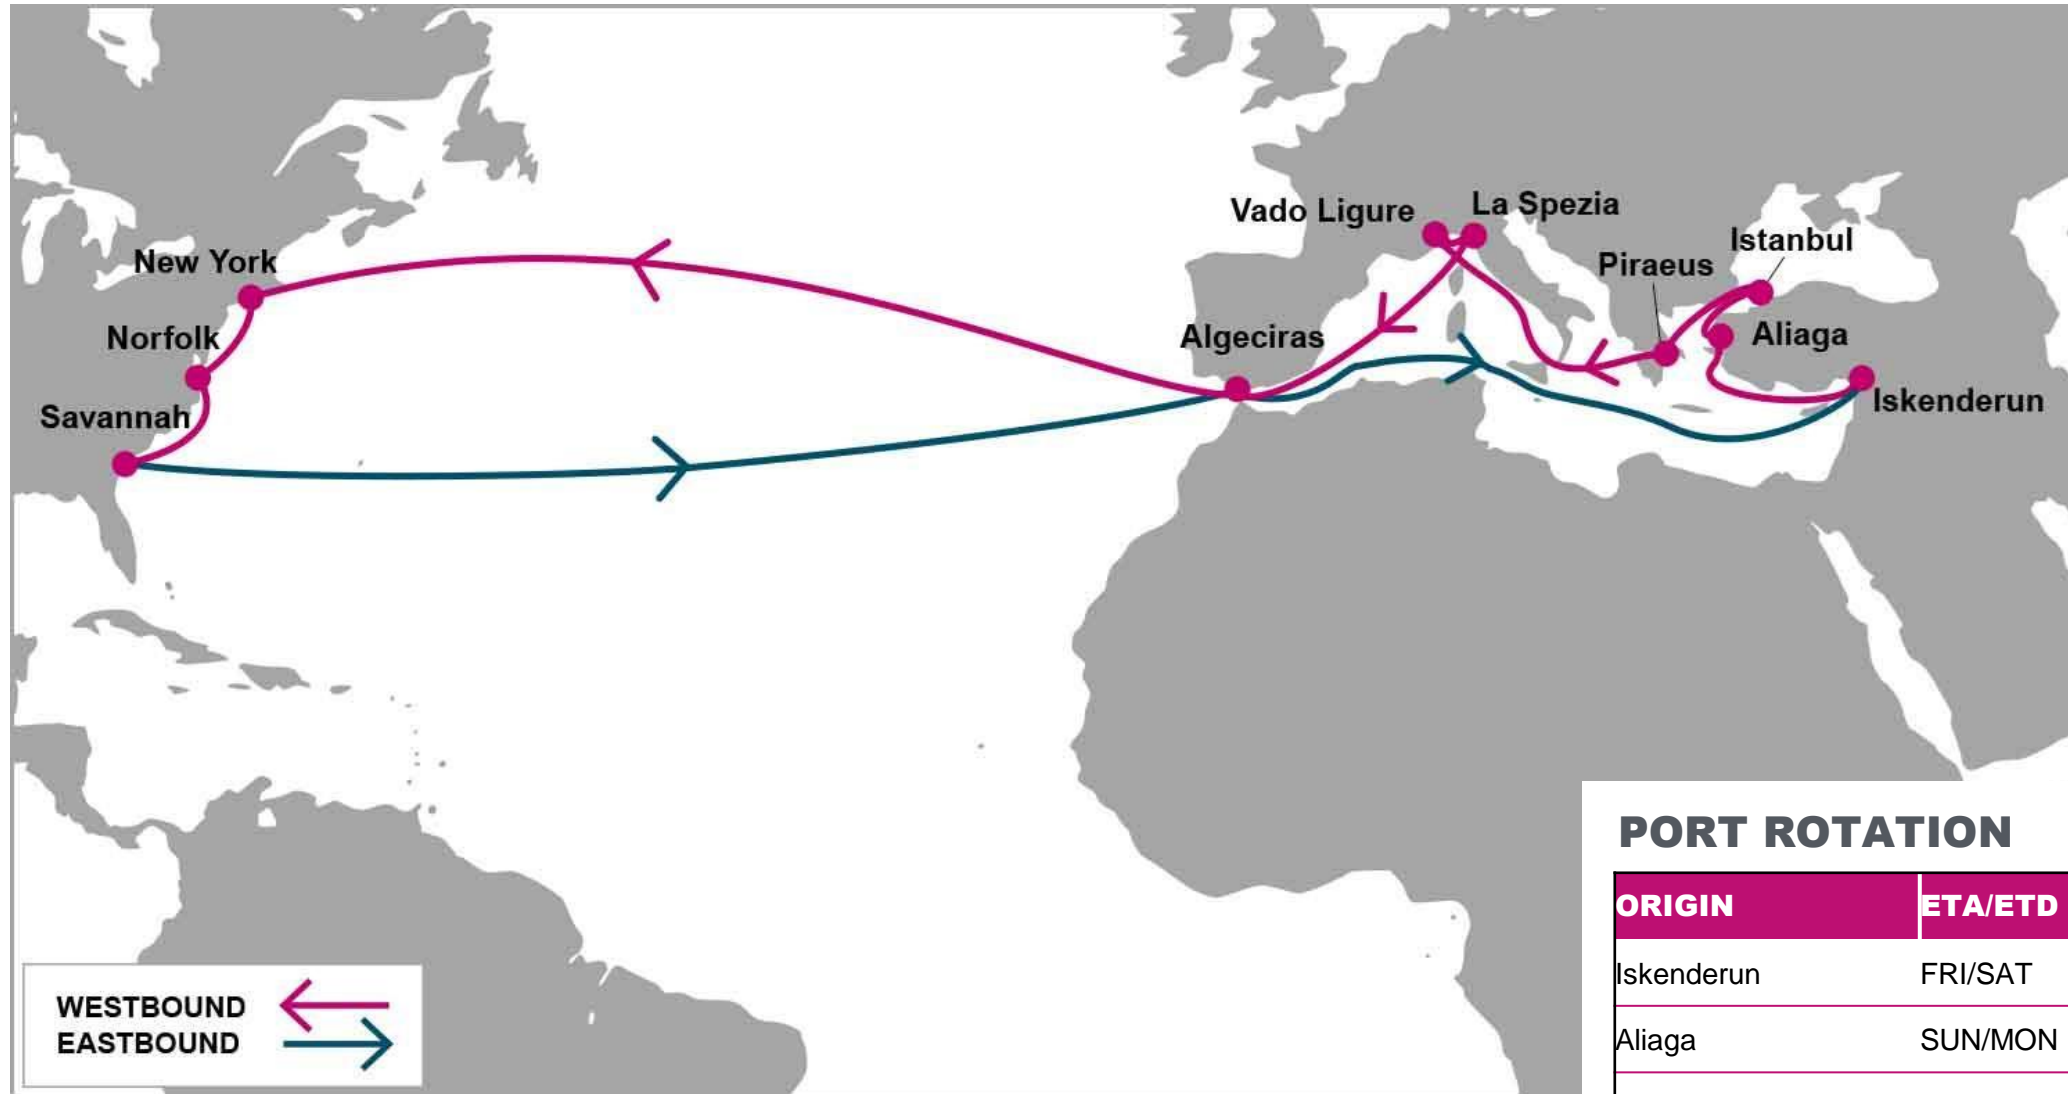 Vado Ligure
La Spezia
Istanbul
Piraeus
New York
Norfolk
Algeciras
Aliaga
Savannah
Iskenderun
PORT ROTATION
ORIGIN ETA/ETD
Iskenderun FRI/SAT
Aliaga SUN/MON
WESTBOUND
EASTBOUND